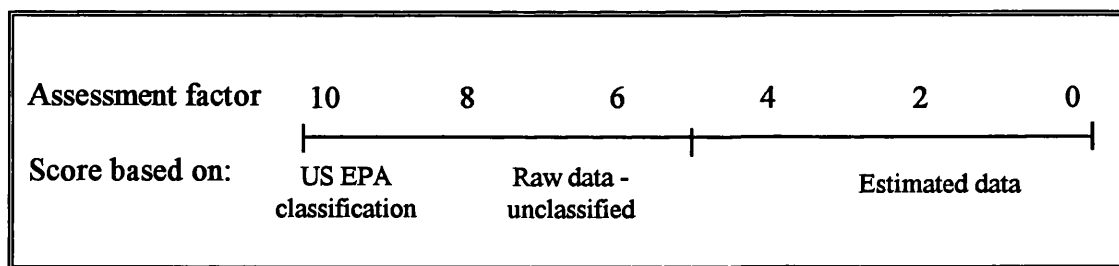 Assessment factor 10 8 6 4 2 0
Score based on: US EPA Raw data - Estimated data
classification unclassified